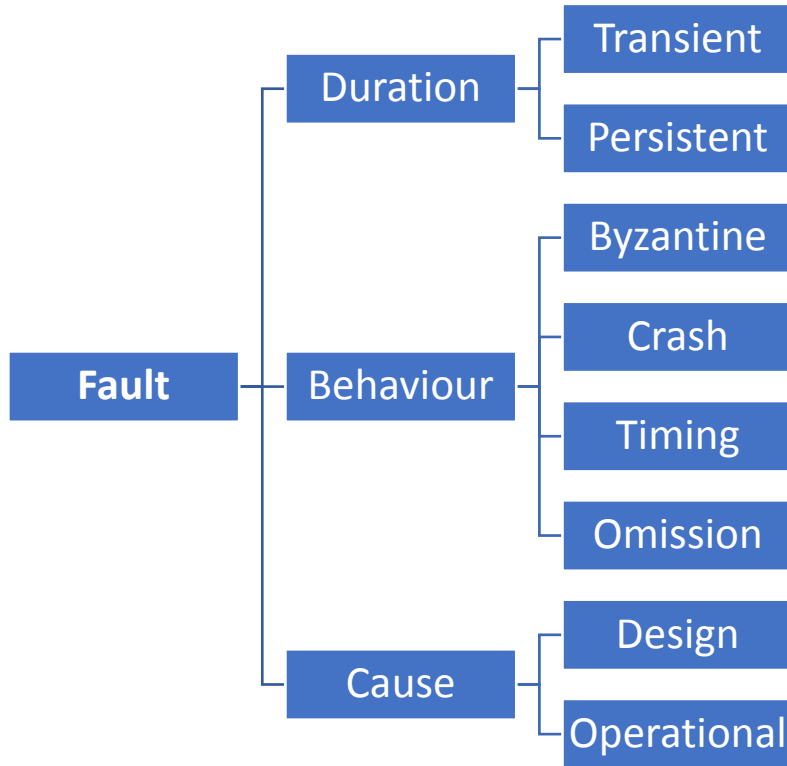 Fault
Duration
Transient
Persistent
Behaviour
Byzantine
Crash
Timing
Omission
Cause
Design
Operational